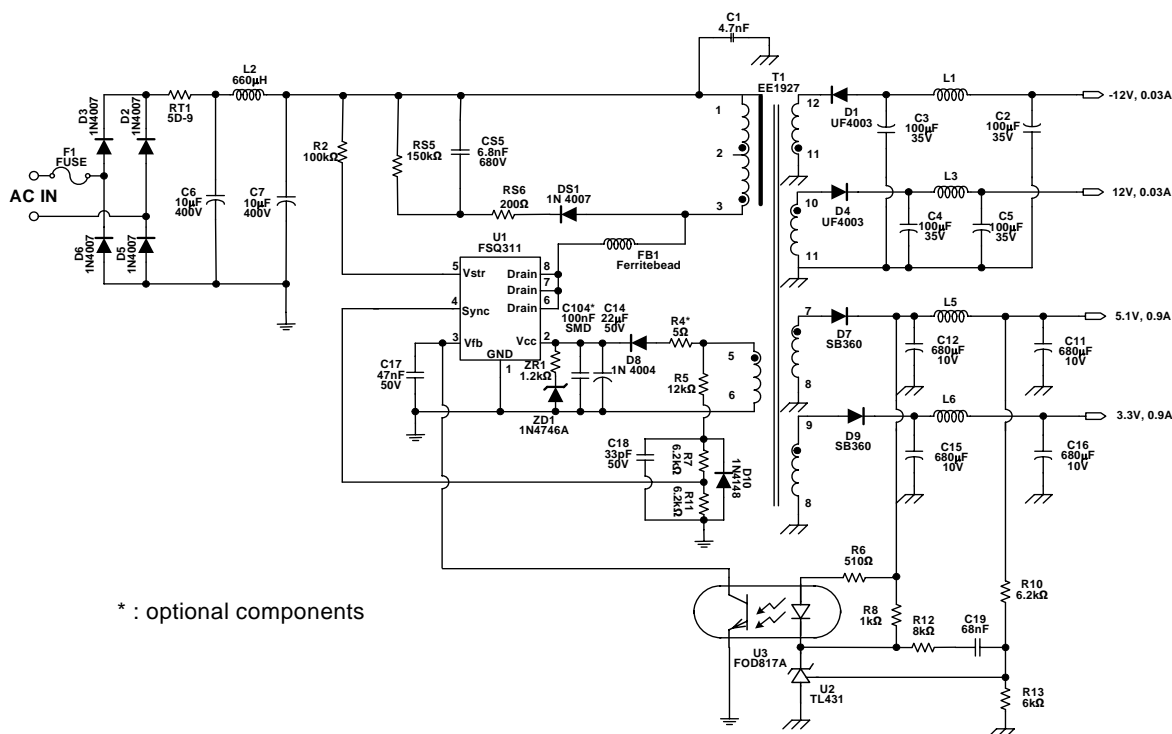 C1
4.7nF
L2
660µH
T1
EE1927
L1
-12V, 0.03A
D3
1N4007
D2
1N4007
RT1
5D-9
12
D1
UF4003
C3
100µF
35V
C2
100µF
35V
1
2
3
11
F1
FUSE
AC IN
C6
10µF
400V
C7
10µF
400V
R2
100kΩ
RS5
150kΩ
CS5
6.8nF
680V
RS6
200Ω
DS1
1N 4007
L3
12V, 0.03A
10
D4
UF4003
C4
100µF
35V
C5
100µF
35V
11
D6
1N4007
D5
1N4007
U1
FSQ311
FB1
Ferritebead
5
Vstr
Drain
8
Drain
7
Drain
6
4
Sync
3
Vfb
Vcc
2
GND
1
C104*
100nF
SMD
C14
22µF
50V
R4*
5Ω
D8
1N 4004
5
6
R5
12kΩ
ZR1
1.2kΩ
ZD1
1N4746A
C17
47nF
50V
7
D7
SB360
L5
5.1V, 0.9A
C12
680µF
10V
C11
680µF
10V
8
9
D9
SB360
L6
3.3V, 0.9A
C15
680µF
10V
C16
680µF
10V
8
C18
33pF
50V
R7
6.2kΩ
R11
6.2kΩ
D10
1N4148
R6
510Ω
R8
1kΩ
R12
8kΩ
C19
68nF
R10
6.2kΩ
* : optional components
U3
FOD817A
U2
TL431
R13
6kΩ